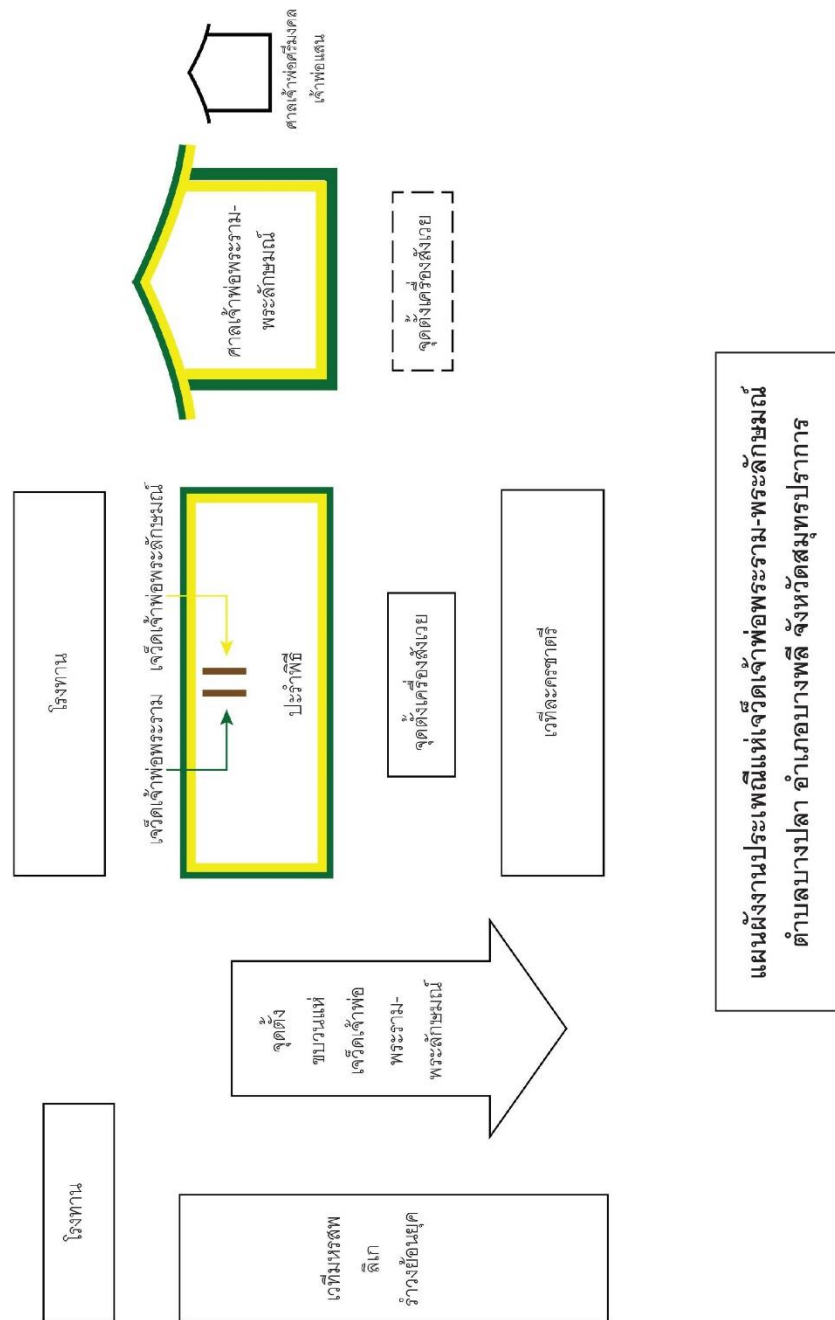 โรงทาน
โรงทาน
ศาลเจ้าพ่อศรีมงคล
เจ้าพ่อแสน
ศาลเจ้าพ่อพระราม-
พระลักษมณ์
เจว็ดเจ้าพ่อพระราม
เจว็ดเจ้าพ่อพระลักษมณ์
ปะรำพิธี
จุดตั้ง
ขบวนแห่
เจว็ดเจ้าพ่อ
พระราม-
พระลักษมณ์
เวทีมหรสพ
ลิเก
รำวงย้อนยุค
จุดตั้งเครื่องสังเวย
จุดตั้งเครื่องสังเวย
เวทีละครชาตรี
แผนผังงานประเพณีแห่เจว็ดเจ้าพ่อพระราม-พระลักษมณ์
ตำบลบางปลา อำเภอบางพลี จังหวัดสมุทรปราการ